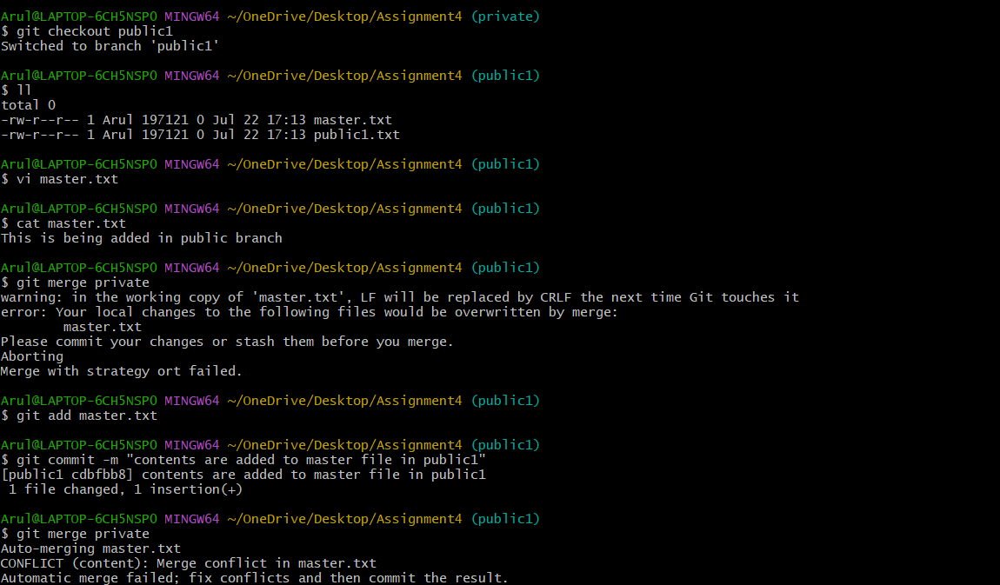 Arul@LAPTOP-6CH5NSPO MINGW64 ~/OneDrive/Desktop/Assignment4 (private)
$ git checkout public1
Switched to branch 'public1'
Arul@LAPTOP-6CH5NSPO MINGW64 ~/OneDrive/Desktop/Assignment4 (public1)
$ ll
total 0
-rw-r--r-- 1 Arul 197121 0 Jul 22 17:13 master.txt
-rw-r--r-- 1 Arul 197121 0 Jul 22 17:13 public1.txt
Arul@LAPTOP-6CH5NSPO MINGW64 ~/OneDrive/Desktop/Assignment4 (public1)
$ vi master.txt
Arul@LAPTOP-6CH5NSPO MINGW64 ~/OneDrive/Desktop/Assignment4 (public1)
$ cat master.txt
This is being added in public branch
Arul@LAPTOP-6CH5NSPO MINGW64 ~/OneDrive/Desktop/Assignment4 (public1)
$ git merge private
warning: in the working copy of 'master.txt', LF will be replaced by CRLF the next time Git touches it
error: Your local changes to the following files would be overwritten by merge:
        master.txt
Please commit your changes or stash them before you merge.
Aborting
Merge with strategy ort failed.
Arul@LAPTOP-6CH5NSPO MINGW64 ~/OneDrive/Desktop/Assignment4 (public1)
$ git add master.txt
Arul@LAPTOP-6CH5NSPO MINGW64 ~/OneDrive/Desktop/Assignment4 (public1)
$ git commit -m "contents are added to master file in public1"
[public1 cdbfbb8] contents are added to master file in public1
 1 file changed, 1 insertion(+)
Arul@LAPTOP-6CH5NSPO MINGW64 ~/OneDrive/Desktop/Assignment4 (public1)
$ git merge private
Auto-merging master.txt
CONFLICT (content): Merge conflict in master.txt
Automatic merge failed; fix conflicts and then commit the result.